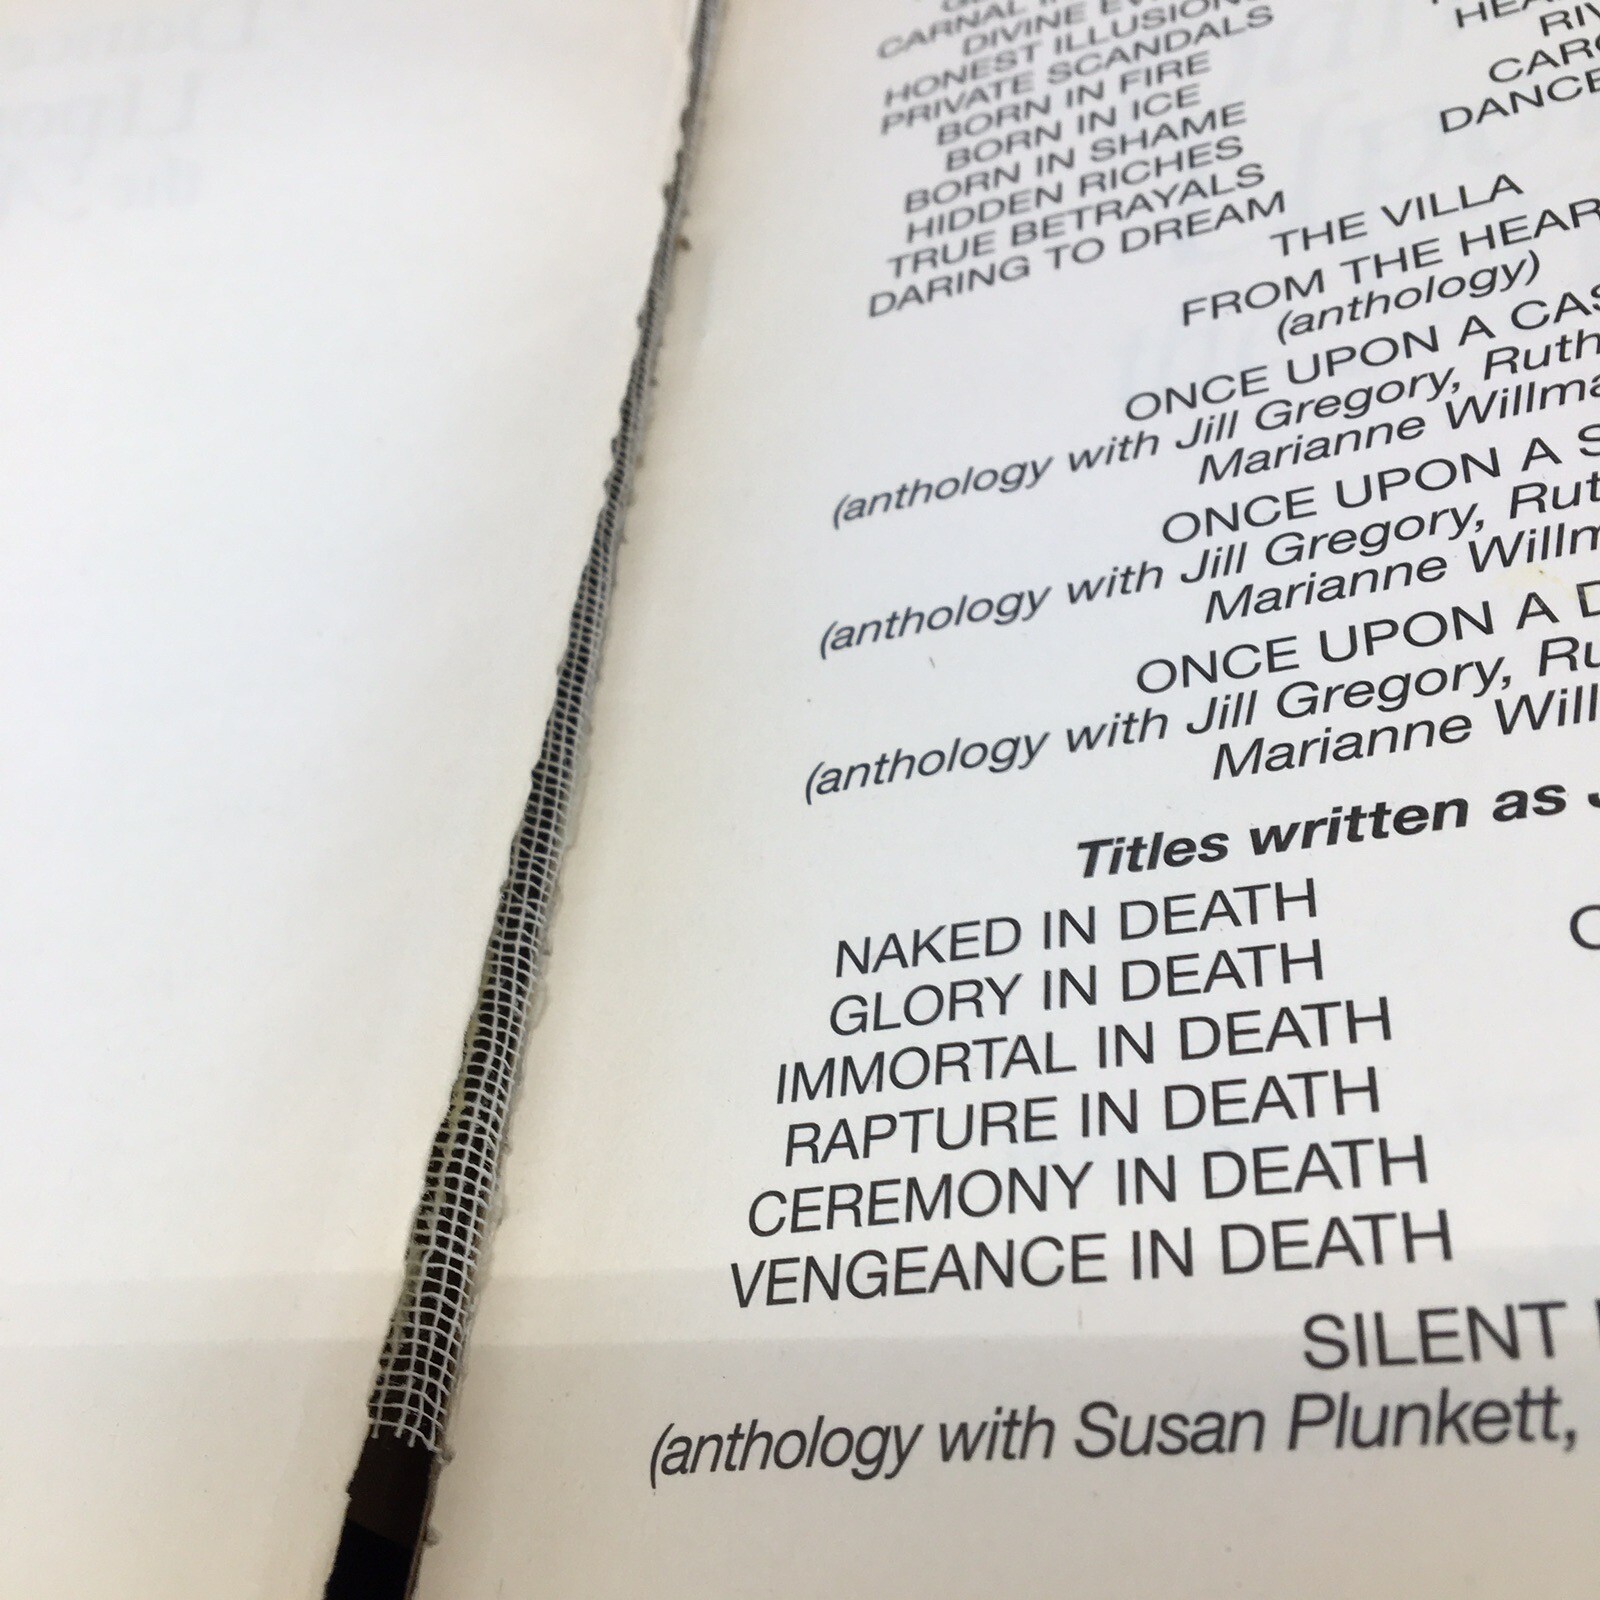 CARNAL
DIVINE
HONEST ILLUSIONS
PRIVATE SCANDALS
BORN IN FIRE
BORN IN ICE
BORN IN SHAME
HIDDEN RICHES
TRUE BETRAYALS
DARING TO DREAM
DANCE
THE VILLA
FROM THE HEAR
(anthology)
ONCE UPON A CAS
(anthology with Jill Gregory, Ruth
Marianne Willma
ONCE UPON A S
(anthology with Jill Gregory, Rut
Marianne Willm
ONCE UPON A D
(anthology with Jill Gregory, Ru
Marianne Will
Titles written as J
NAKED IN DEATH
GLORY IN DEATH
IMMORTAL IN DEATH
RAPTURE IN DEATH
CEREMONY IN DEATH
VENGEANCE IN DEATH
SILENT
(anthology with Susan Plunkett,